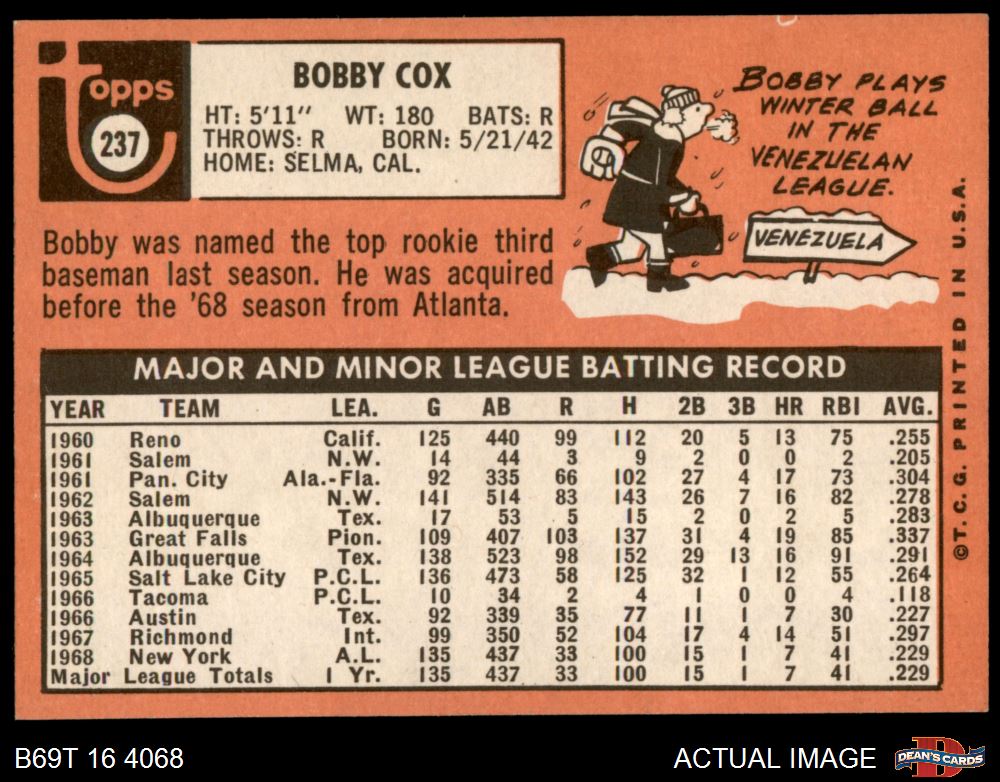 topps
237
BOBBY COX
HT: 5'11" WT: 180 BATS: R
THROWS: R BORN: 5/21/42
HOME: SELMA, CAL.
BOBBY PLAYS
WINTER BALL
IN THE
VENEZUELAN
LEAGUE.
VENEZUELA
Bobby was named the top rookie third
baseman last season. He was acquired
before the '68 season from Atlanta.
MAJOR AND MINOR LEAGUE BATTING RECORD
YEAR TEAM LEA. G AB R H 2B 3B HR RBI AVG.
1960 Reno Calif. 125 440 99 112 20 5 13 75 .255
1961 Salem N.W. 14 44 3 9 2 0 0 2 .205
1961 Pan. City Ala.-Fla. 92 335 66 102 27 4 17 73 .304
1962 Salem N.W. 141 514 83 143 26 7 16 82 .278
1963 Albuquerque Tex. 17 53 5 15 2 0 2 5 .283
1963 Great Falls Pion. 109 407 103 137 31 4 19 85 .337
1964 Albuquerque Tex. 138 523 98 152 29 13 16 91 .291
1965 Salt Lake City P.C.L. 136 473 58 125 32 1 12 55 .264
1966 Tacoma P.C.L. 10 34 2 4 1 0 0 4 .118
1966 Austin Tex. 92 339 35 77 11 1 7 30 .227
1967 Richmond Int. 99 350 52 104 17 4 14 51 .297
1968 New York A.L. 135 437 33 100 15 1 7 41 .229
Major League Totals 1 Yr. 135 437 33 100 15 1 7 41 .229
©T.C.G. PRINTED IN U.S.A.
B69T 16 4068
ACTUAL IMAGE
D
DEAN'S CARDS